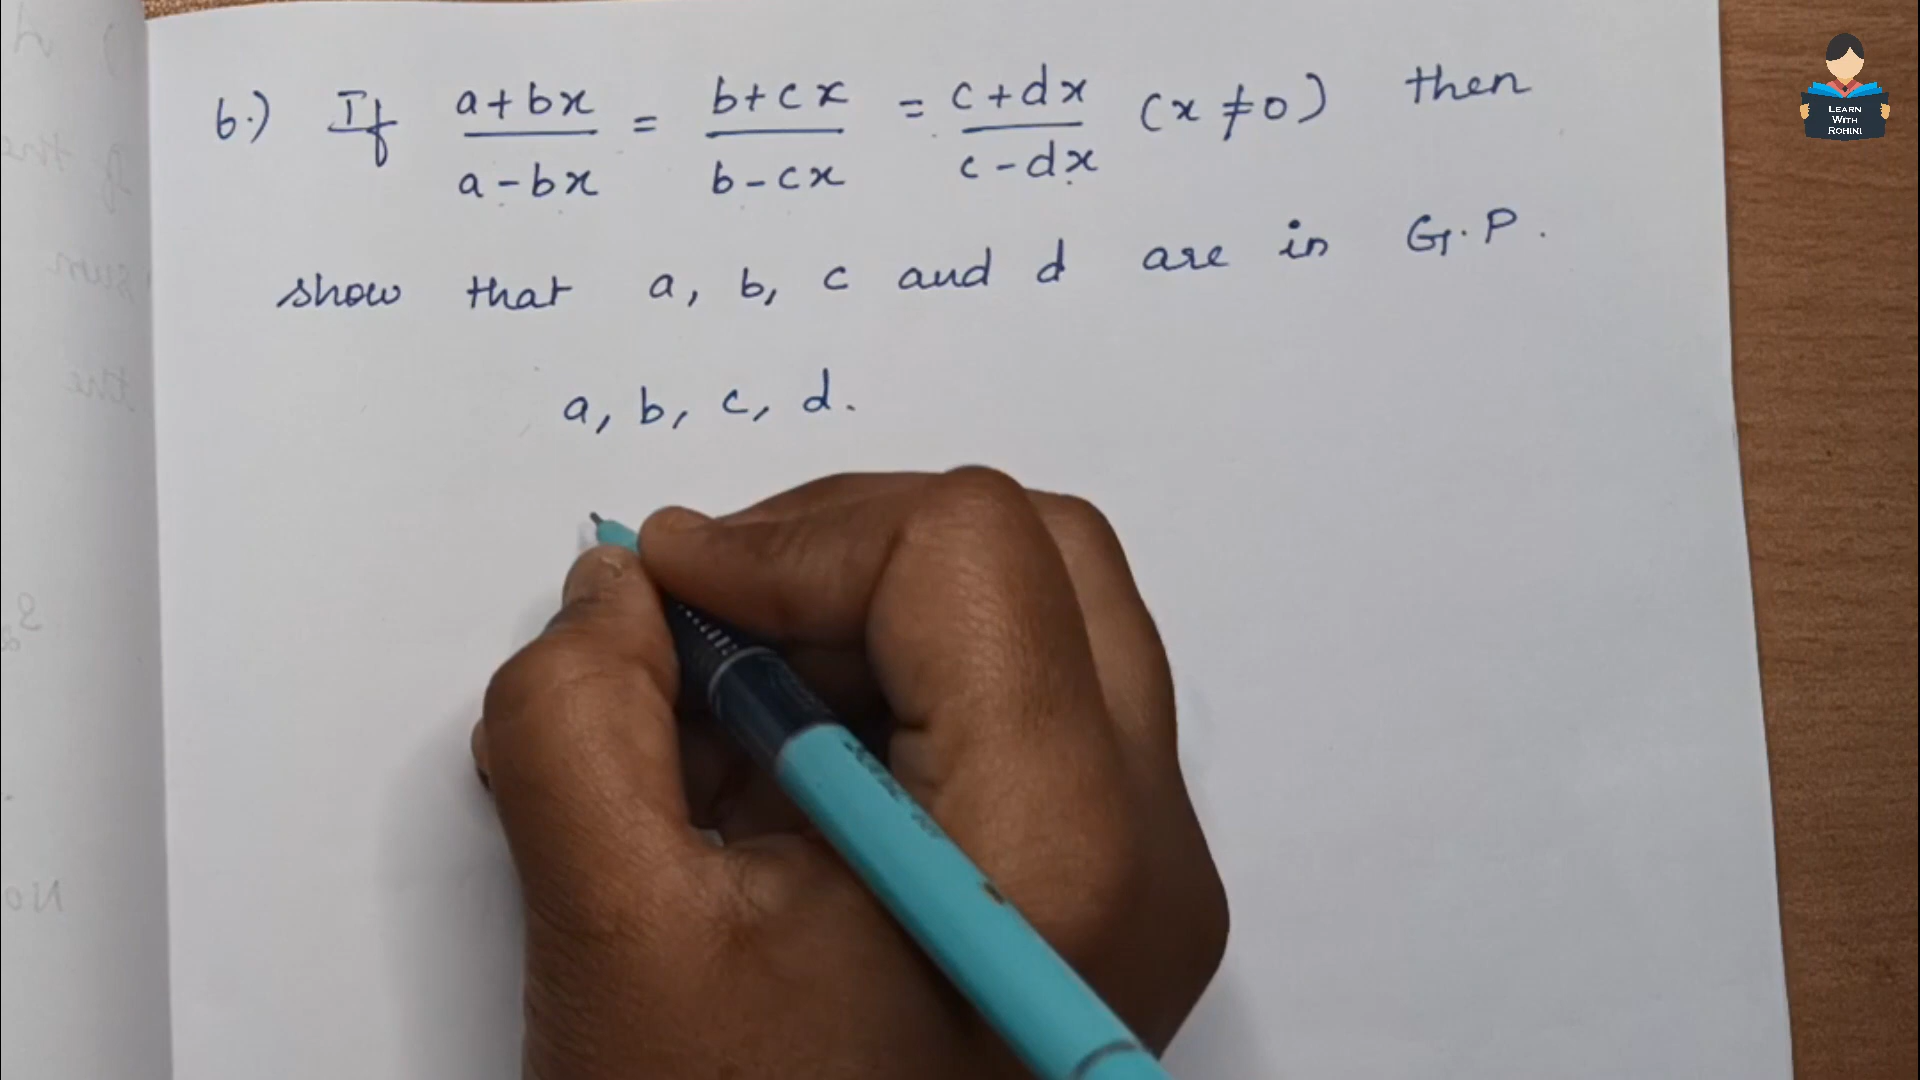 6.) If (a+bx)/(a-bx) = (b+cx)/(b-cx) = (c+dx)/(c-dx) (x≠0) then
show that a, b, c and d are in G.P.
a, b, c, d.
LEARN
WITH
ROHINI